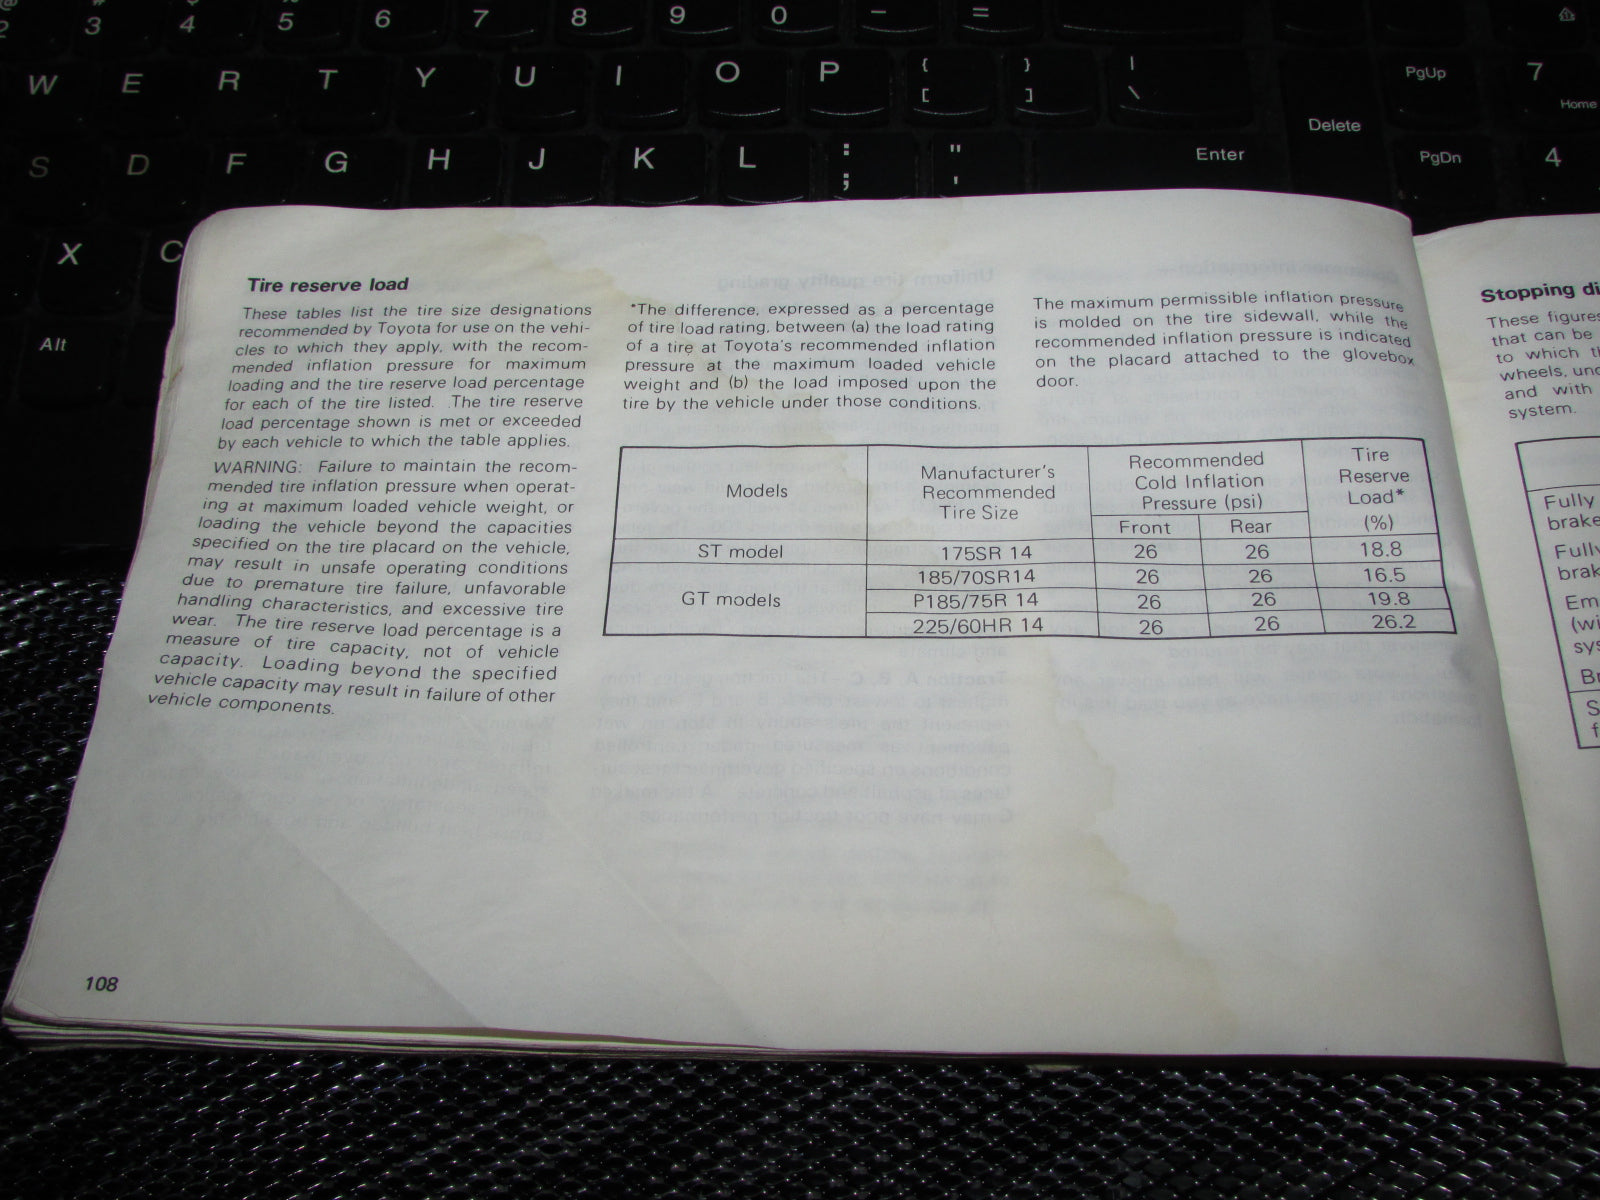 2 3 4 5 6 7 8 9 0 - =
W E R T Y U I O P { [ } ] | \ Delete PgUp 7 Home
S D F G H J K L : ; " ' Enter PgDn 4
X C
Alt
Tire reserve load
These tables list the tire size designations
recommended by Toyota for use on the vehi-
cles to which they apply, with the recom-
mended inflation pressure for maximum
loading and the tire reserve load percentage
for each of the tire listed. The tire reserve
load percentage shown is met or exceeded
by each vehicle to which the table applies.
WARNING: Failure to maintain the recom-
mended tire inflation pressure when operat-
ing at maximum loaded vehicle weight, or
loading the vehicle beyond the capacities
specified on the tire placard on the vehicle,
may result in unsafe operating conditions
due to premature tire failure, unfavorable
handling characteristics, and excessive tire
wear. The tire reserve load percentage is a
measure of tire capacity, not of vehicle
capacity. Loading beyond the specified
vehicle capacity may result in failure of other
vehicle components.
*The difference, expressed as a percentage
of tire load rating, between (a) the load rating
of a tire at Toyota's recommended inflation
pressure at the maximum loaded vehicle
weight and (b) the load imposed upon the
tire by the vehicle under those conditions.
The maximum permissible inflation pressure
is molded on the tire sidewall, while the
recommended inflation pressure is indicated
on the placard attached to the glovebox
door.
Models
Manufacturer's
Recommended
Tire Size
Recommended
Cold Inflation
Pressure (psi)
Front Rear
Tire
Reserve
Load*
(%)
ST model 175SR 14 26 26 18.8
GT models
185/70SR14 26 26 16.5
P185/75R 14 26 26 19.8
225/60HR 14 26 26 26.2
108
Stopping di
These figures
that can be
to which th
wheels, und
and with
system.
Fully
brake
Fully
brak
Em
(wi
sys
Br
S
f